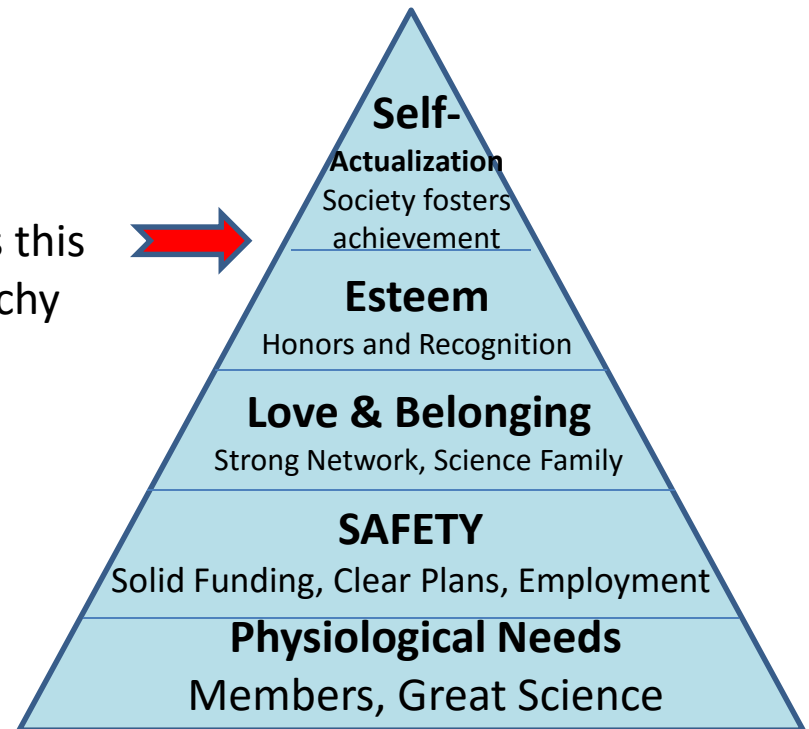 s this
chy
Self-
Actualization
Society fosters
achievement
Esteem
Honors and Recognition
Love & Belonging
Strong Network, Science Family
SAFETY
Solid Funding, Clear Plans, Employment
Physiological Needs
Members, Great Science